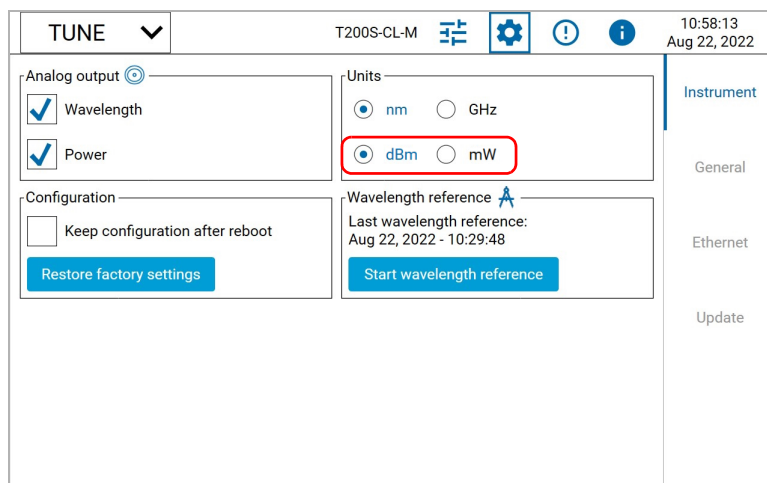 TUNE
T200S-CL-M
10:58:13
Aug 22, 2022
Analog output
Wavelength
Power
Units
nm
GHz
dBm
mW
Configuration
Keep configuration after reboot
Restore factory settings
Wavelength reference
Last wavelength reference:
Aug 22, 2022 - 10:29:48
Start wavelength reference
Instrument
General
Ethernet
Update